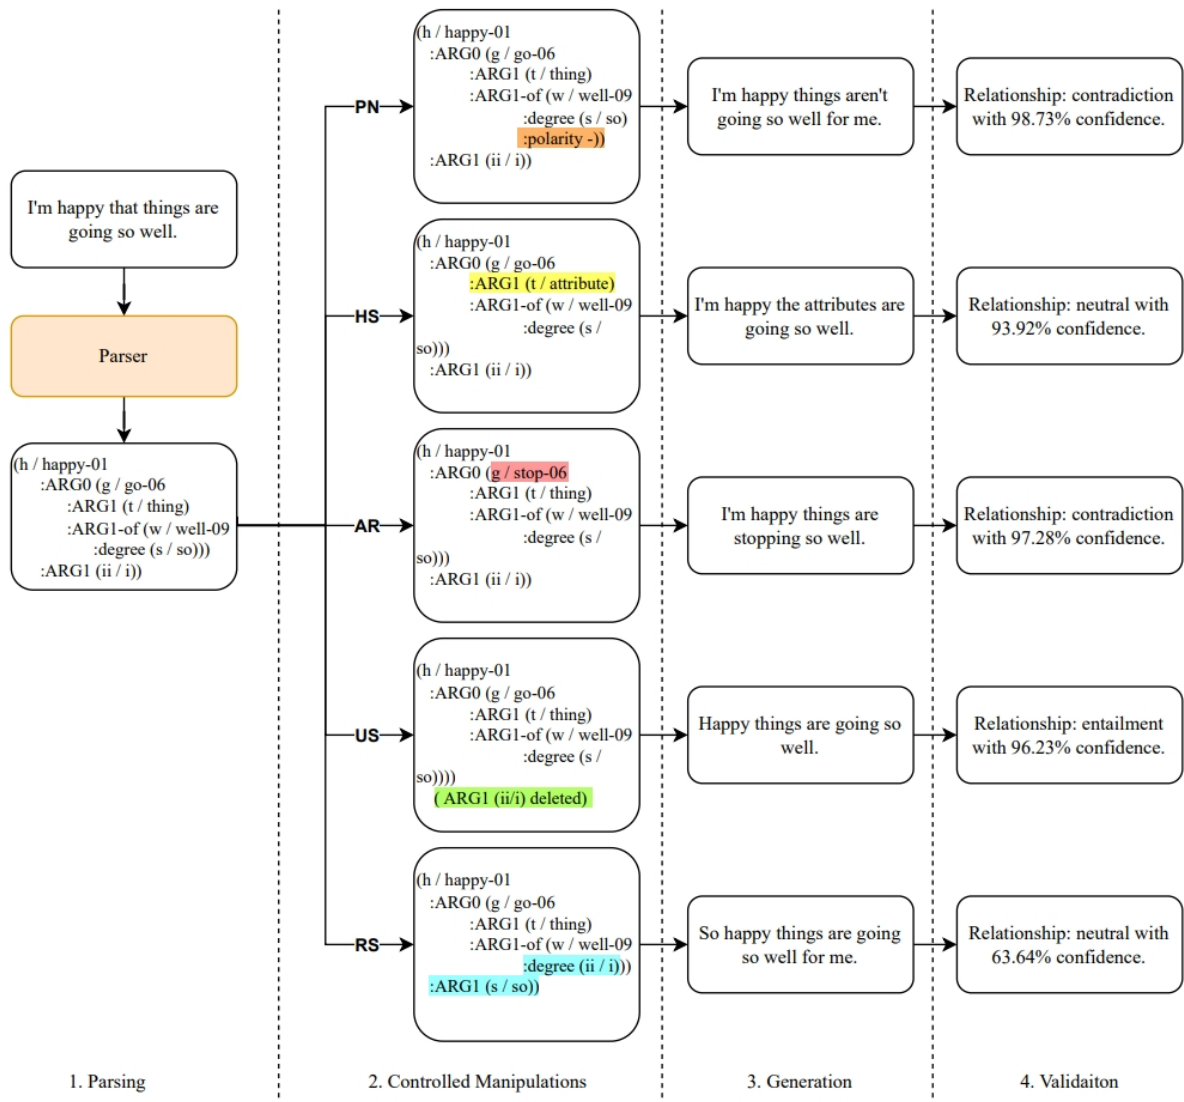 I'm happy that things are
going so well.
Parser
(h / happy-01
:ARG0 (g / go-06
:ARG1 (t / thing)
:ARG1-of (w / well-09
:degree (s / so)))
:ARG1 (ii / i))
1. Parsing
PN
(h / happy-01
:ARG0 (g / go-06
:ARG1 (t / thing)
:ARG1-of (w / well-09
:degree (s / so)
:polarity -))
:ARG1 (ii / i))
I'm happy things aren't
going so well for me.
Relationship: contradiction
with 98.73% confidence.
HS
(h / happy-01
:ARG0 (g / go-06
:ARG1 (t / attribute)
:ARG1-of (w / well-09
:degree (s /
so)))
:ARG1 (ii / i))
I'm happy the attributes are
going so well.
Relationship: neutral with
93.92% confidence.
AR
(h / happy-01
:ARG0 (g / stop-06
:ARG1 (t / thing)
:ARG1-of (w / well-09
:degree (s /
so)))
:ARG1 (ii / i))
I'm happy things are
stopping so well.
Relationship: contradiction
with 97.28% confidence.
US
(h / happy-01
:ARG0 (g / go-06
:ARG1 (t / thing)
:ARG1-of (w / well-09
:degree (s /
so))))
( ARG1 (ii/i) deleted)
Happy things are going so
well.
Relationship: entailment
with 96.23% confidence.
RS
(h / happy-01
:ARG0 (g / go-06
:ARG1 (t / thing)
:ARG1-of (w / well-09
:degree (ii / i)))
:ARG1 (s / so))
So happy things are going
so well for me.
Relationship: neutral with
63.64% confidence.
2. Controlled Manipulations
3. Generation
4. Validaiton